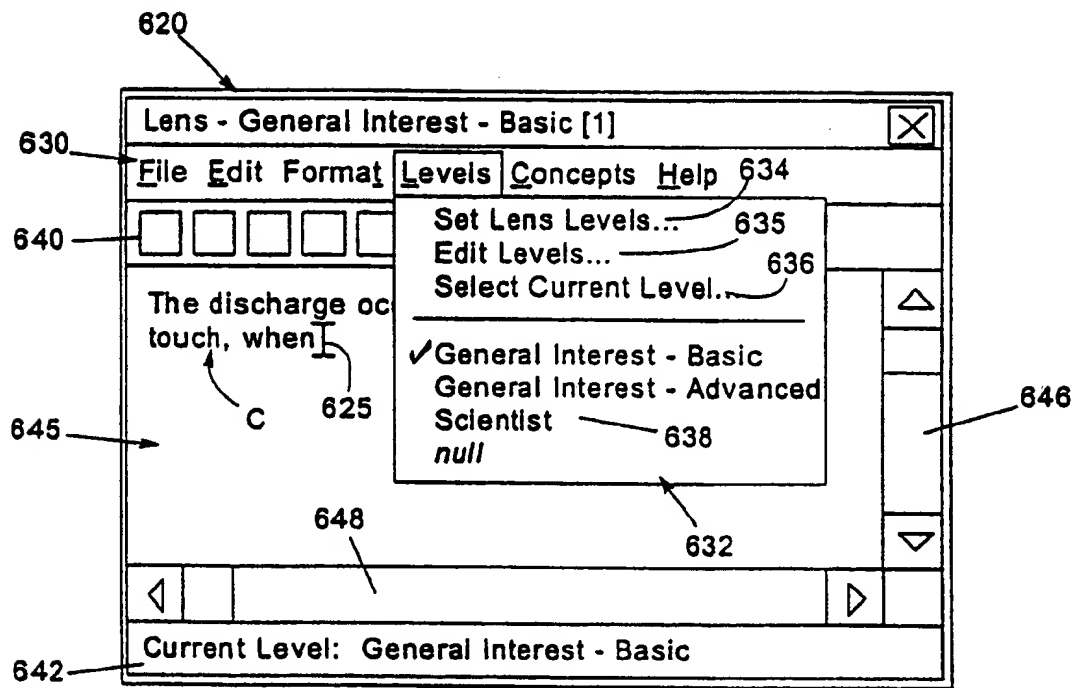 620
Lens - General Interest - Basic [1]
630
File Edit Format Levels Concepts Help
634
Set Lens Levels...
635
640
Edit Levels...
636
Select Current Level...
The discharge oc
touch, when
✓General Interest - Basic
General Interest - Advanced
646
C
625
Scientist
638
645
null
648
632
Current Level: General Interest - Basic
642